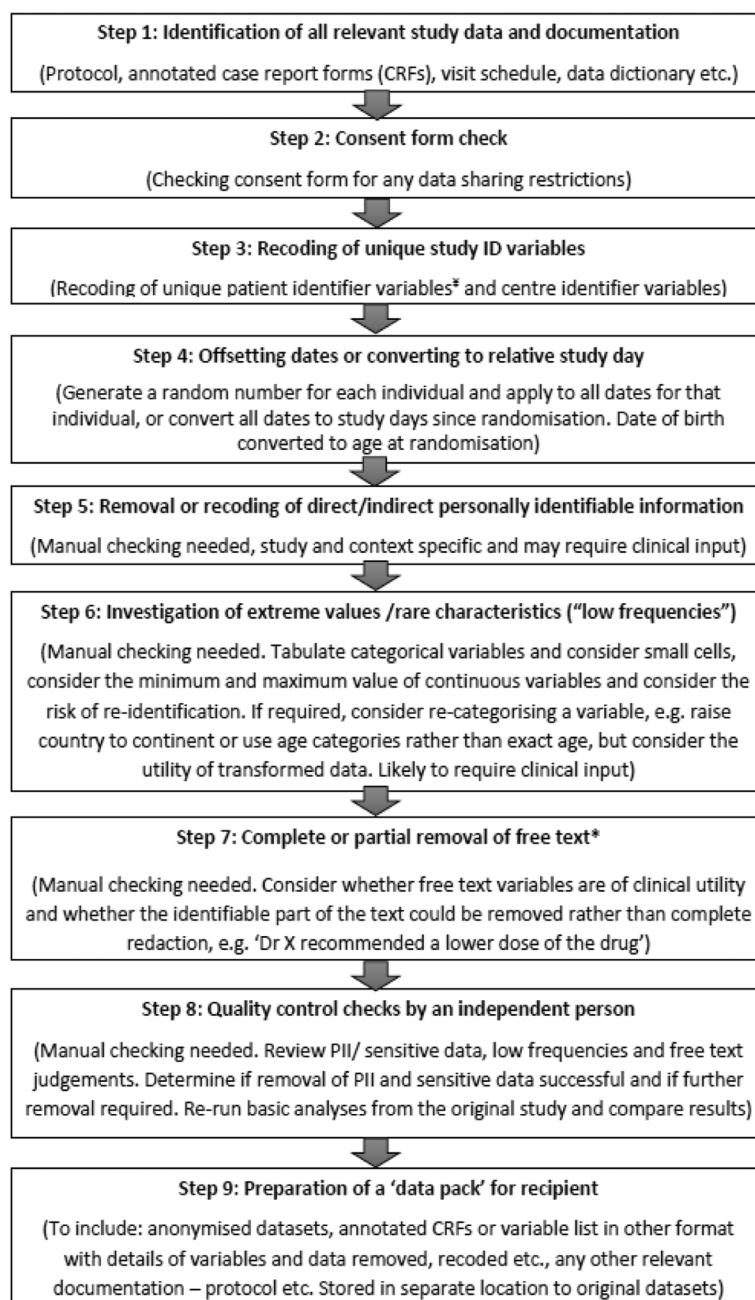 Step 1: Identification of all relevant study data and documentation
(Protocol, annotated case report forms (CRFs), visit schedule, data dictionary etc.)
Step 2: Consent form check
(Checking consent form for any data sharing restrictions)
Step 3: Recoding of unique study ID variables
(Recoding of unique patient identifier variables¥ and centre identifier variables)
Step 4: Offsetting dates or converting to relative study day
(Generate a random number for each individual and apply to all dates for that
individual, or convert all dates to study days since randomisation. Date of birth
converted to age at randomisation)
Step 5: Removal or recoding of direct/indirect personally identifiable information
(Manual checking needed, study and context specific and may require clinical input)
Step 6: Investigation of extreme values /rare characteristics (“low frequencies”)
(Manual checking needed. Tabulate categorical variables and consider small cells,
consider the minimum and maximum value of continuous variables and consider the
risk of re-identification. If required, consider re-categorising a variable, e.g. raise
country to continent or use age categories rather than exact age, but consider the
utility of transformed data. Likely to require clinical input)
Step 7: Complete or partial removal of free text*
(Manual checking needed. Consider whether free text variables are of clinical utility
and whether the identifiable part of the text could be removed rather than complete
redaction, e.g. ‘Dr X recommended a lower dose of the drug’)
Step 8: Quality control checks by an independent person
(Manual checking needed. Review PII/ sensitive data, low frequencies and free text
judgements. Determine if removal of PII and sensitive data successful and if further
removal required. Re-run basic analyses from the original study and compare results)
Step 9: Preparation of a ‘data pack’ for recipient
(To include: anonymised datasets, annotated CRFs or variable list in other format
with details of variables and data removed, recoded etc., any other relevant
documentation – protocol etc. Stored in separate location to original datasets)